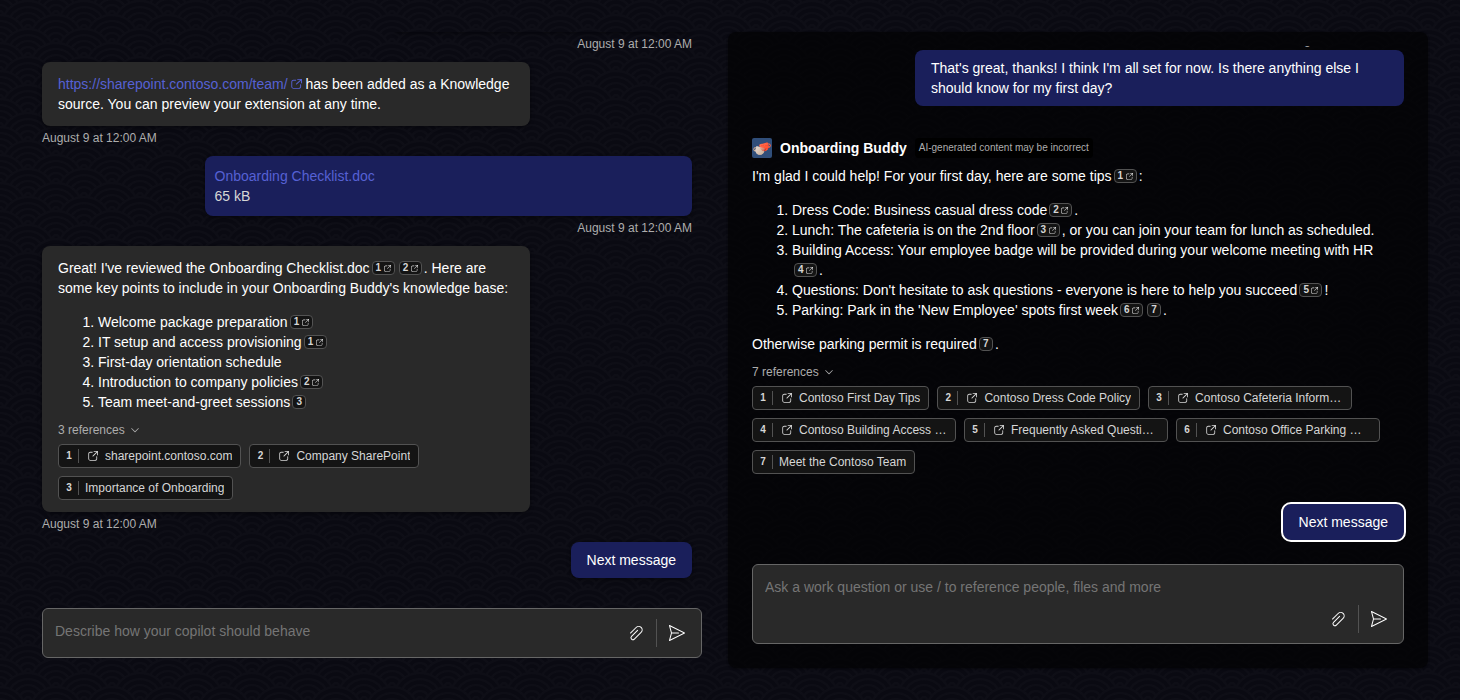 August 9 at 12:00 AM
https://sharepoint.contoso.com/team/ has been added as a Knowledge
source. You can preview your extension at any time.
August 9 at 12:00 AM
Onboarding Checklist.doc
65 kB
August 9 at 12:00 AM
Great! I've reviewed the Onboarding Checklist.doc 1 2 . Here are
some key points to include in your Onboarding Buddy's knowledge base:
1. Welcome package preparation 1
2. IT setup and access provisioning 1
3. First-day orientation schedule
4. Introduction to company policies 2
5. Team meet-and-greet sessions 3
3 references
1 sharepoint.contoso.com 2 Company SharePoint
3 Importance of Onboarding
August 9 at 12:00 AM
Next message
Describe how your copilot should behave
That's great, thanks! I think I'm all set for now. Is there anything else I
should know for my first day?
Onboarding Buddy AI-generated content may be incorrect
I'm glad I could help! For your first day, here are some tips 1 :
1. Dress Code: Business casual dress code 2 .
2. Lunch: The cafeteria is on the 2nd floor 3 , or you can join your team for lunch as scheduled.
3. Building Access: Your employee badge will be provided during your welcome meeting with HR
4 .
4. Questions: Don't hesitate to ask questions - everyone is here to help you succeed 5 !
5. Parking: Park in the 'New Employee' spots first week 6 7 .
Otherwise parking permit is required 7 .
7 references
1 Contoso First Day Tips 2 Contoso Dress Code Policy 3 Contoso Cafeteria Inform…
4 Contoso Building Access … 5 Frequently Asked Questi… 6 Contoso Office Parking …
7 Meet the Contoso Team
Next message
Ask a work question or use / to reference people, files and more